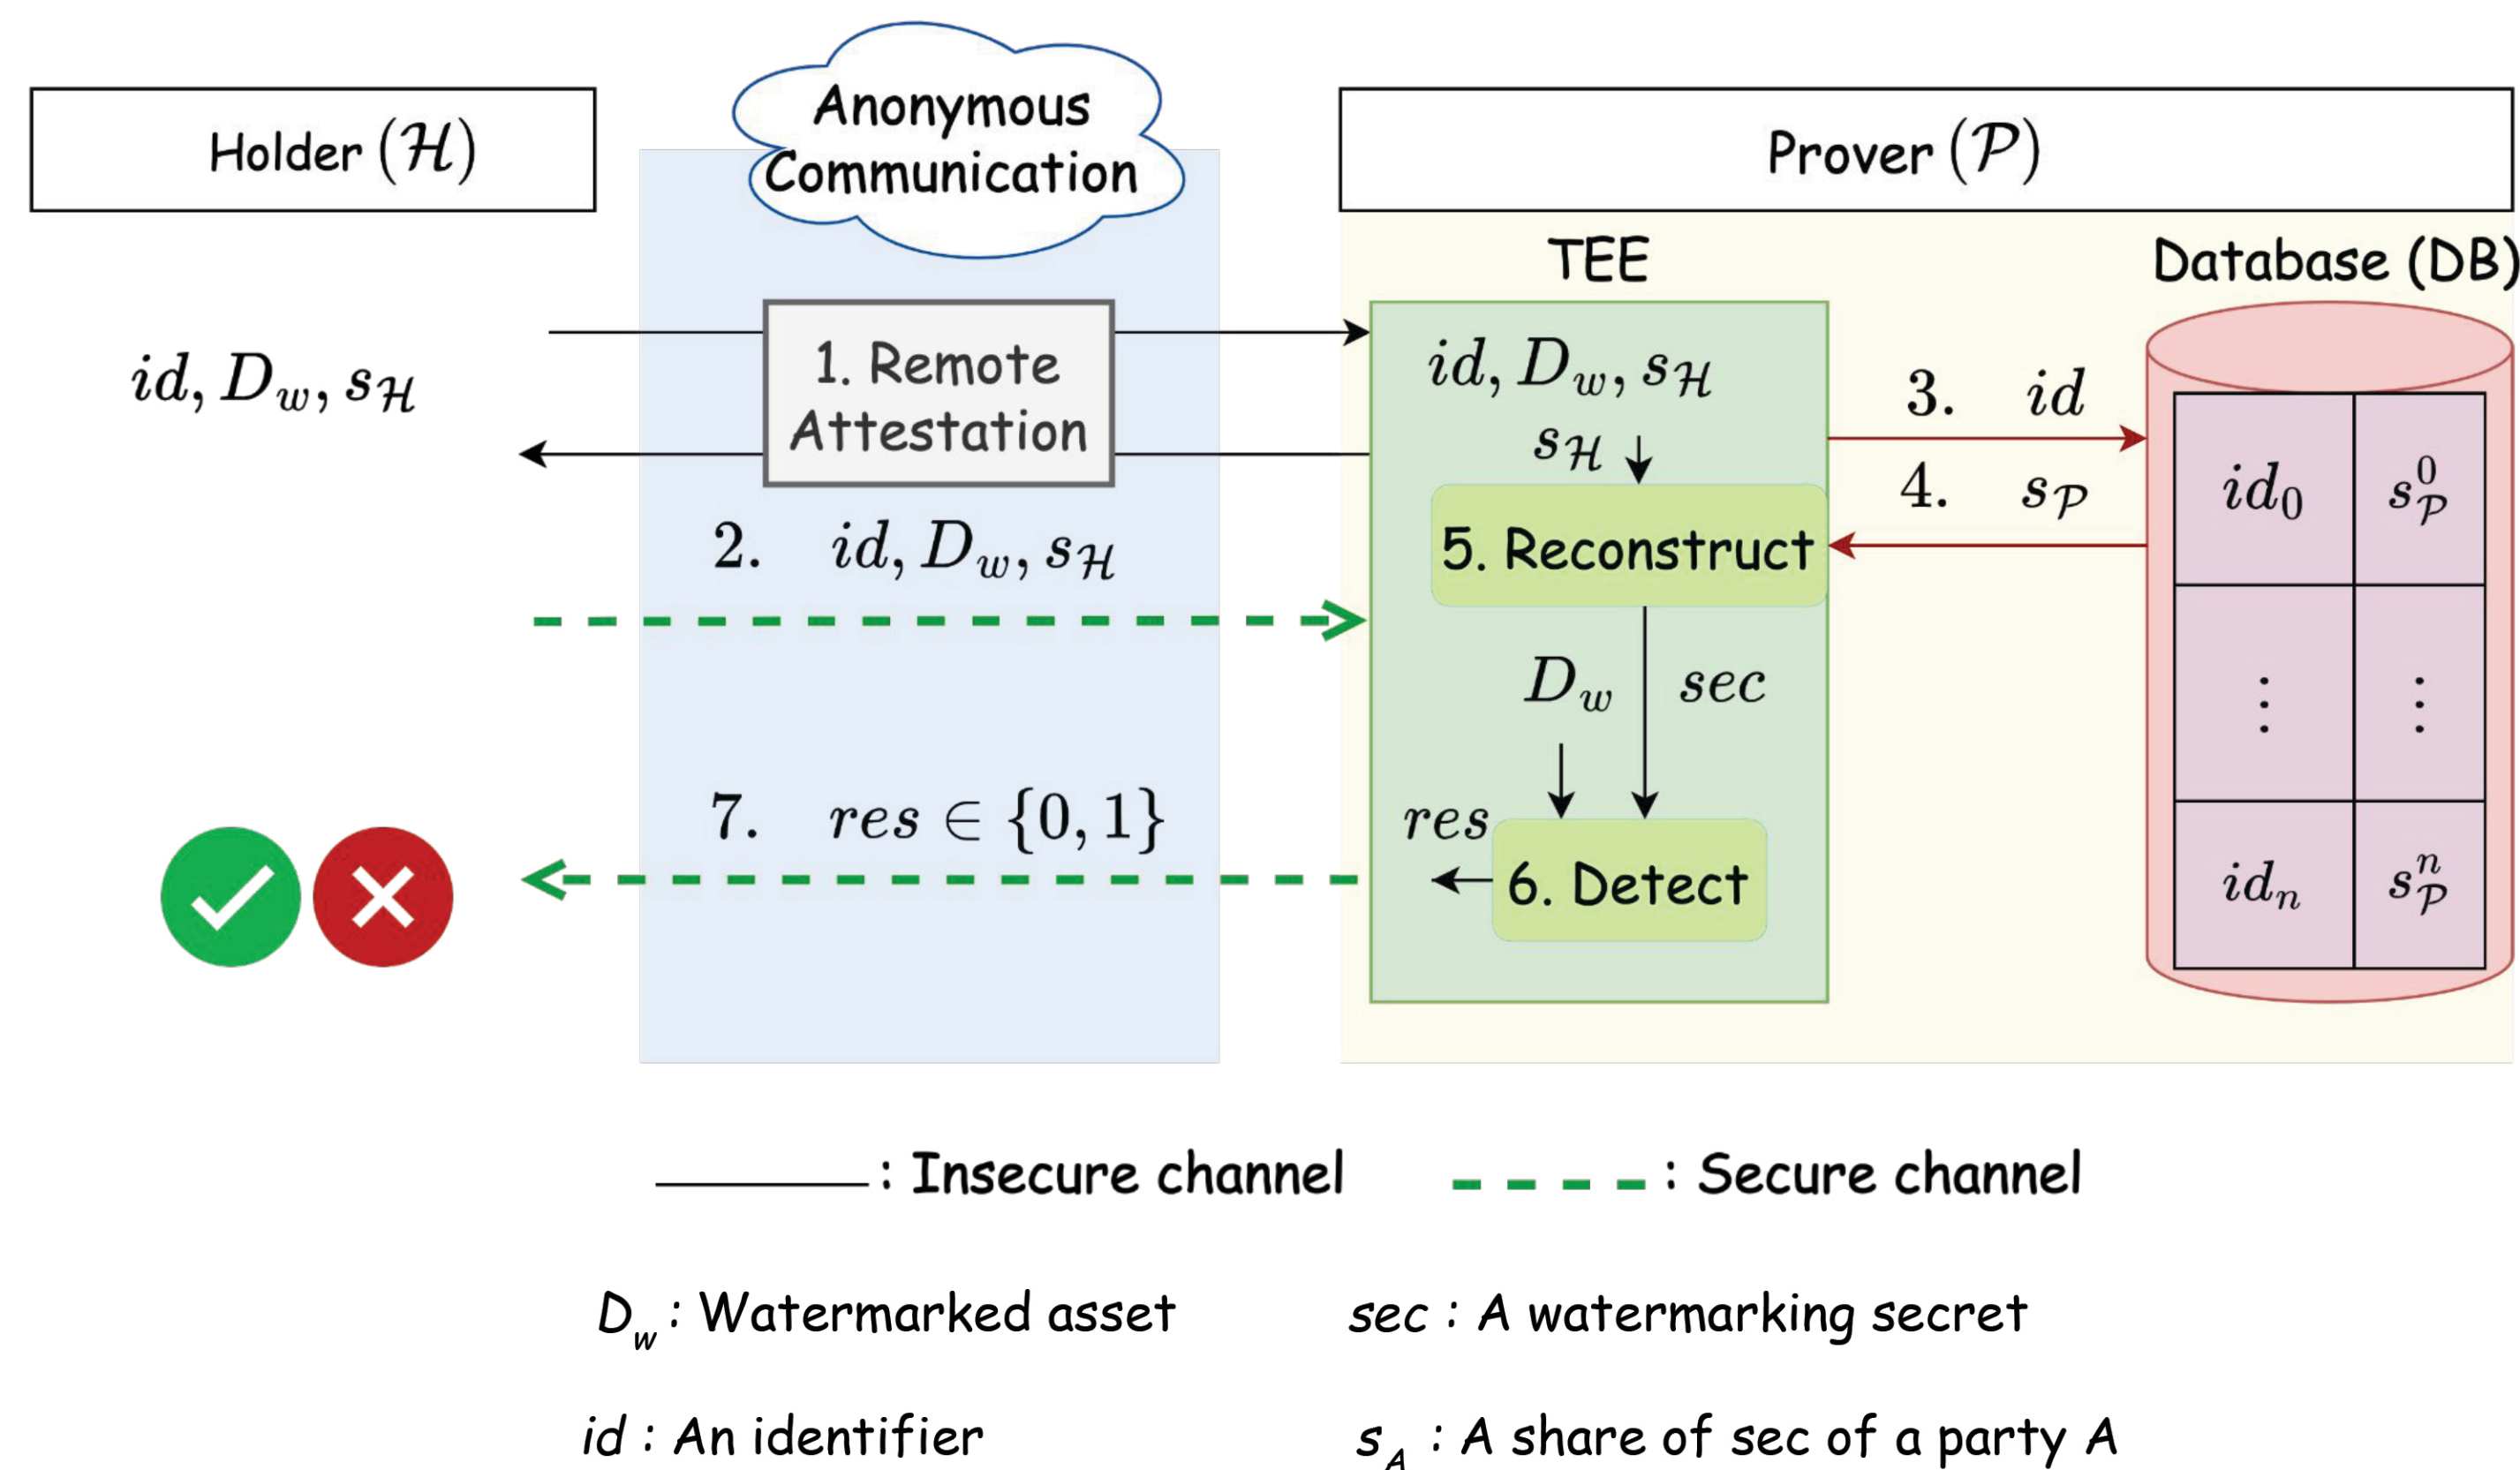 Anonymous
Communication
Holder (ℋ)
Prover (𝒫)
TEE
Database (DB)
id, D_w, s_ℋ
1. Remote
Attestation
id, D_w, s_ℋ
s_ℋ
3. id
4. s_𝒫
id_0 s_𝒫^0
2. id, D_w, s_ℋ
5. Reconstruct
D_w sec
⋮ ⋮
7. res ∈ {0, 1}
res
6. Detect
id_n s_𝒫^n
: Insecure channel
: Secure channel
D_w : Watermarked asset
sec : A watermarking secret
id : An identifier
s_A : A share of sec of a party A